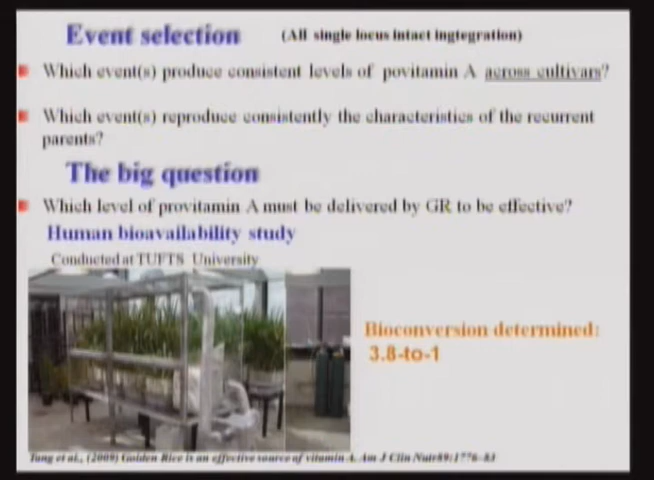 Event selection (All single locus intact ingtegration)
Which event(s) produce consistent levels of povitamin A across cultivars?
Which event(s) reproduce consistently the characteristics of the recurrent
parents?
The big question
Which level of provitamin A must be delivered by GR to be effective?
Human bioavailability study
Conducted at TUFTS University
Bioconversion determined:
3.8-to-1
Tang et al., (2009) Golden Rice is an effective source of vitamin A. Am J Clin Nutr89:1776-83